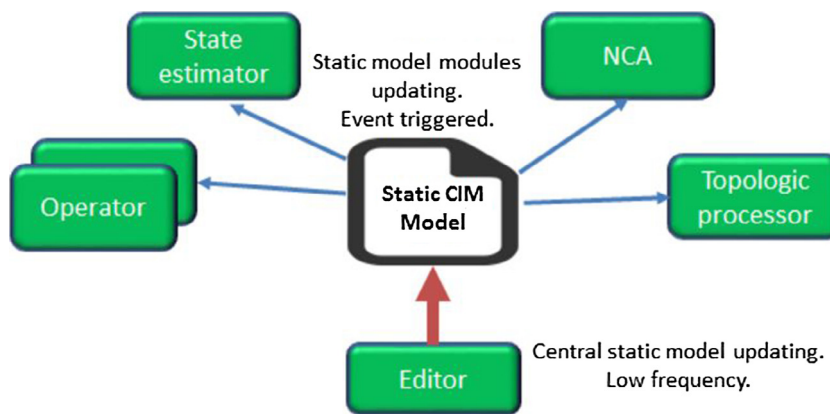 State
estimator
Static model modules
updating.
Event triggered.
NCA
Operator
Static CIM
Model
Topologic
processor
Editor
Central static model updating.
Low frequency.